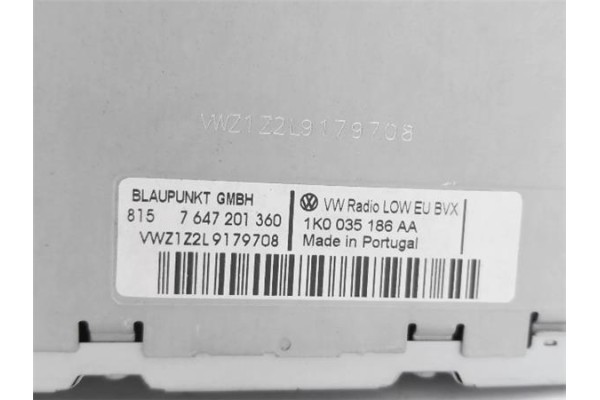 VWZ1Z2L9179708
BLAUPUNKT GMBH
815 7 647 201 360
VWZ1Z2L9179708
VW Radio LOW EU BVX
1K0 035 186 AA
Made in Portugal